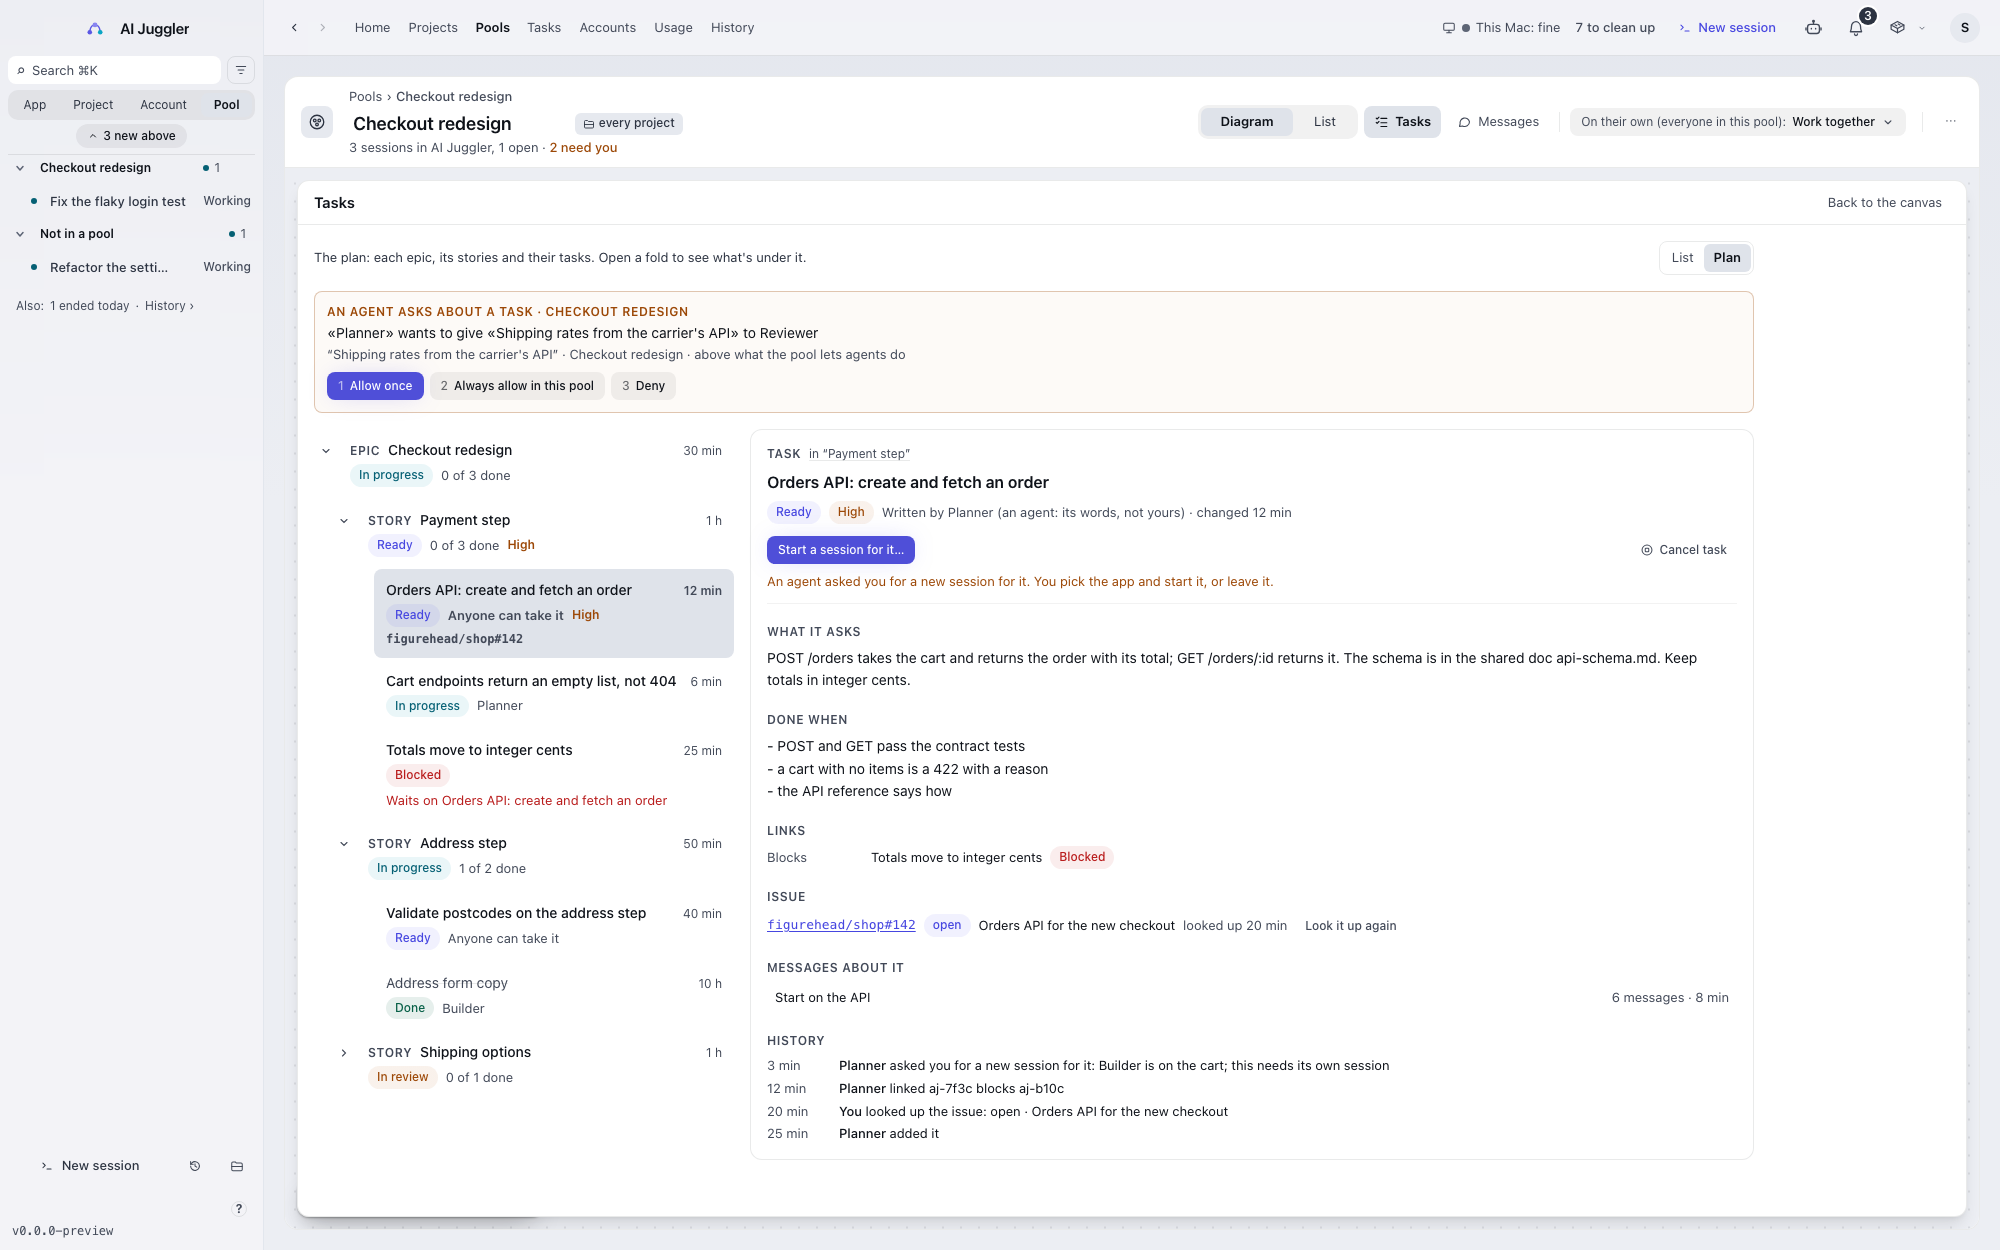 AI Juggler
Search ⌘K
App Project Account Pool
3 new above
Checkout redesign 1
Fix the flaky login test Working
Not in a pool 1
Refactor the setti... Working
Also: 1 ended today · History ›
New session
?
v0.0.0-preview
Home Projects Pools Tasks Accounts Usage History
This Mac: fine 7 to clean up New session 3 S
Pools › Checkout redesign
Checkout redesign every project
3 sessions in AI Juggler, 1 open · 2 need you
Diagram List Tasks Messages On their own (everyone in this pool): Work together ...
Tasks Back to the canvas
The plan: each epic, its stories and their tasks. Open a fold to see what's under it. List Plan
AN AGENT ASKS ABOUT A TASK · CHECKOUT REDESIGN
«Planner» wants to give «Shipping rates from the carrier's API» to Reviewer
“Shipping rates from the carrier's API” · Checkout redesign · above what the pool lets agents do
1 Allow once 2 Always allow in this pool 3 Deny
EPIC Checkout redesign 30 min
In progress 0 of 3 done
STORY Payment step 1 h
Ready 0 of 3 done High
Orders API: create and fetch an order 12 min
Ready Anyone can take it High
figurehead/shop#142
Cart endpoints return an empty list, not 404 6 min
In progress Planner
Totals move to integer cents 25 min
Blocked
Waits on Orders API: create and fetch an order
STORY Address step 50 min
In progress 1 of 2 done
Validate postcodes on the address step 40 min
Ready Anyone can take it
Address form copy 10 h
Done Builder
STORY Shipping options 1 h
In review 0 of 1 done
TASK in “Payment step”
Orders API: create and fetch an order
Ready High Written by Planner (an agent: its words, not yours) · changed 12 min
Start a session for it... Cancel task
An agent asked you for a new session for it. You pick the app and start it, or leave it.
WHAT IT ASKS
POST /orders takes the cart and returns the order with its total; GET /orders/:id returns it. The schema is in the shared doc api-schema.md. Keep
totals in integer cents.
DONE WHEN
- POST and GET pass the contract tests
- a cart with no items is a 422 with a reason
- the API reference says how
LINKS
Blocks Totals move to integer cents Blocked
ISSUE
figurehead/shop#142 open Orders API for the new checkout looked up 20 min Look it up again
MESSAGES ABOUT IT
Start on the API 6 messages · 8 min
HISTORY
3 min Planner asked you for a new session for it: Builder is on the cart; this needs its own session
12 min Planner linked aj-7f3c blocks aj-b10c
20 min You looked up the issue: open · Orders API for the new checkout
25 min Planner added it